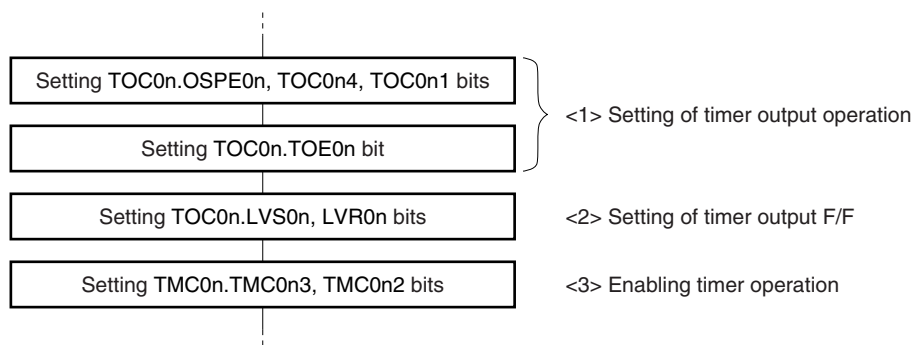 Setting TOC0n.OSPE0n, TOC0n4, TOC0n1 bits
<1> Setting of timer output operation
Setting TOC0n.TOE0n bit
Setting TOC0n.LVS0n, LVR0n bits
<2> Setting of timer output F/F
Setting TMC0n.TMC0n3, TMC0n2 bits
<3> Enabling timer operation